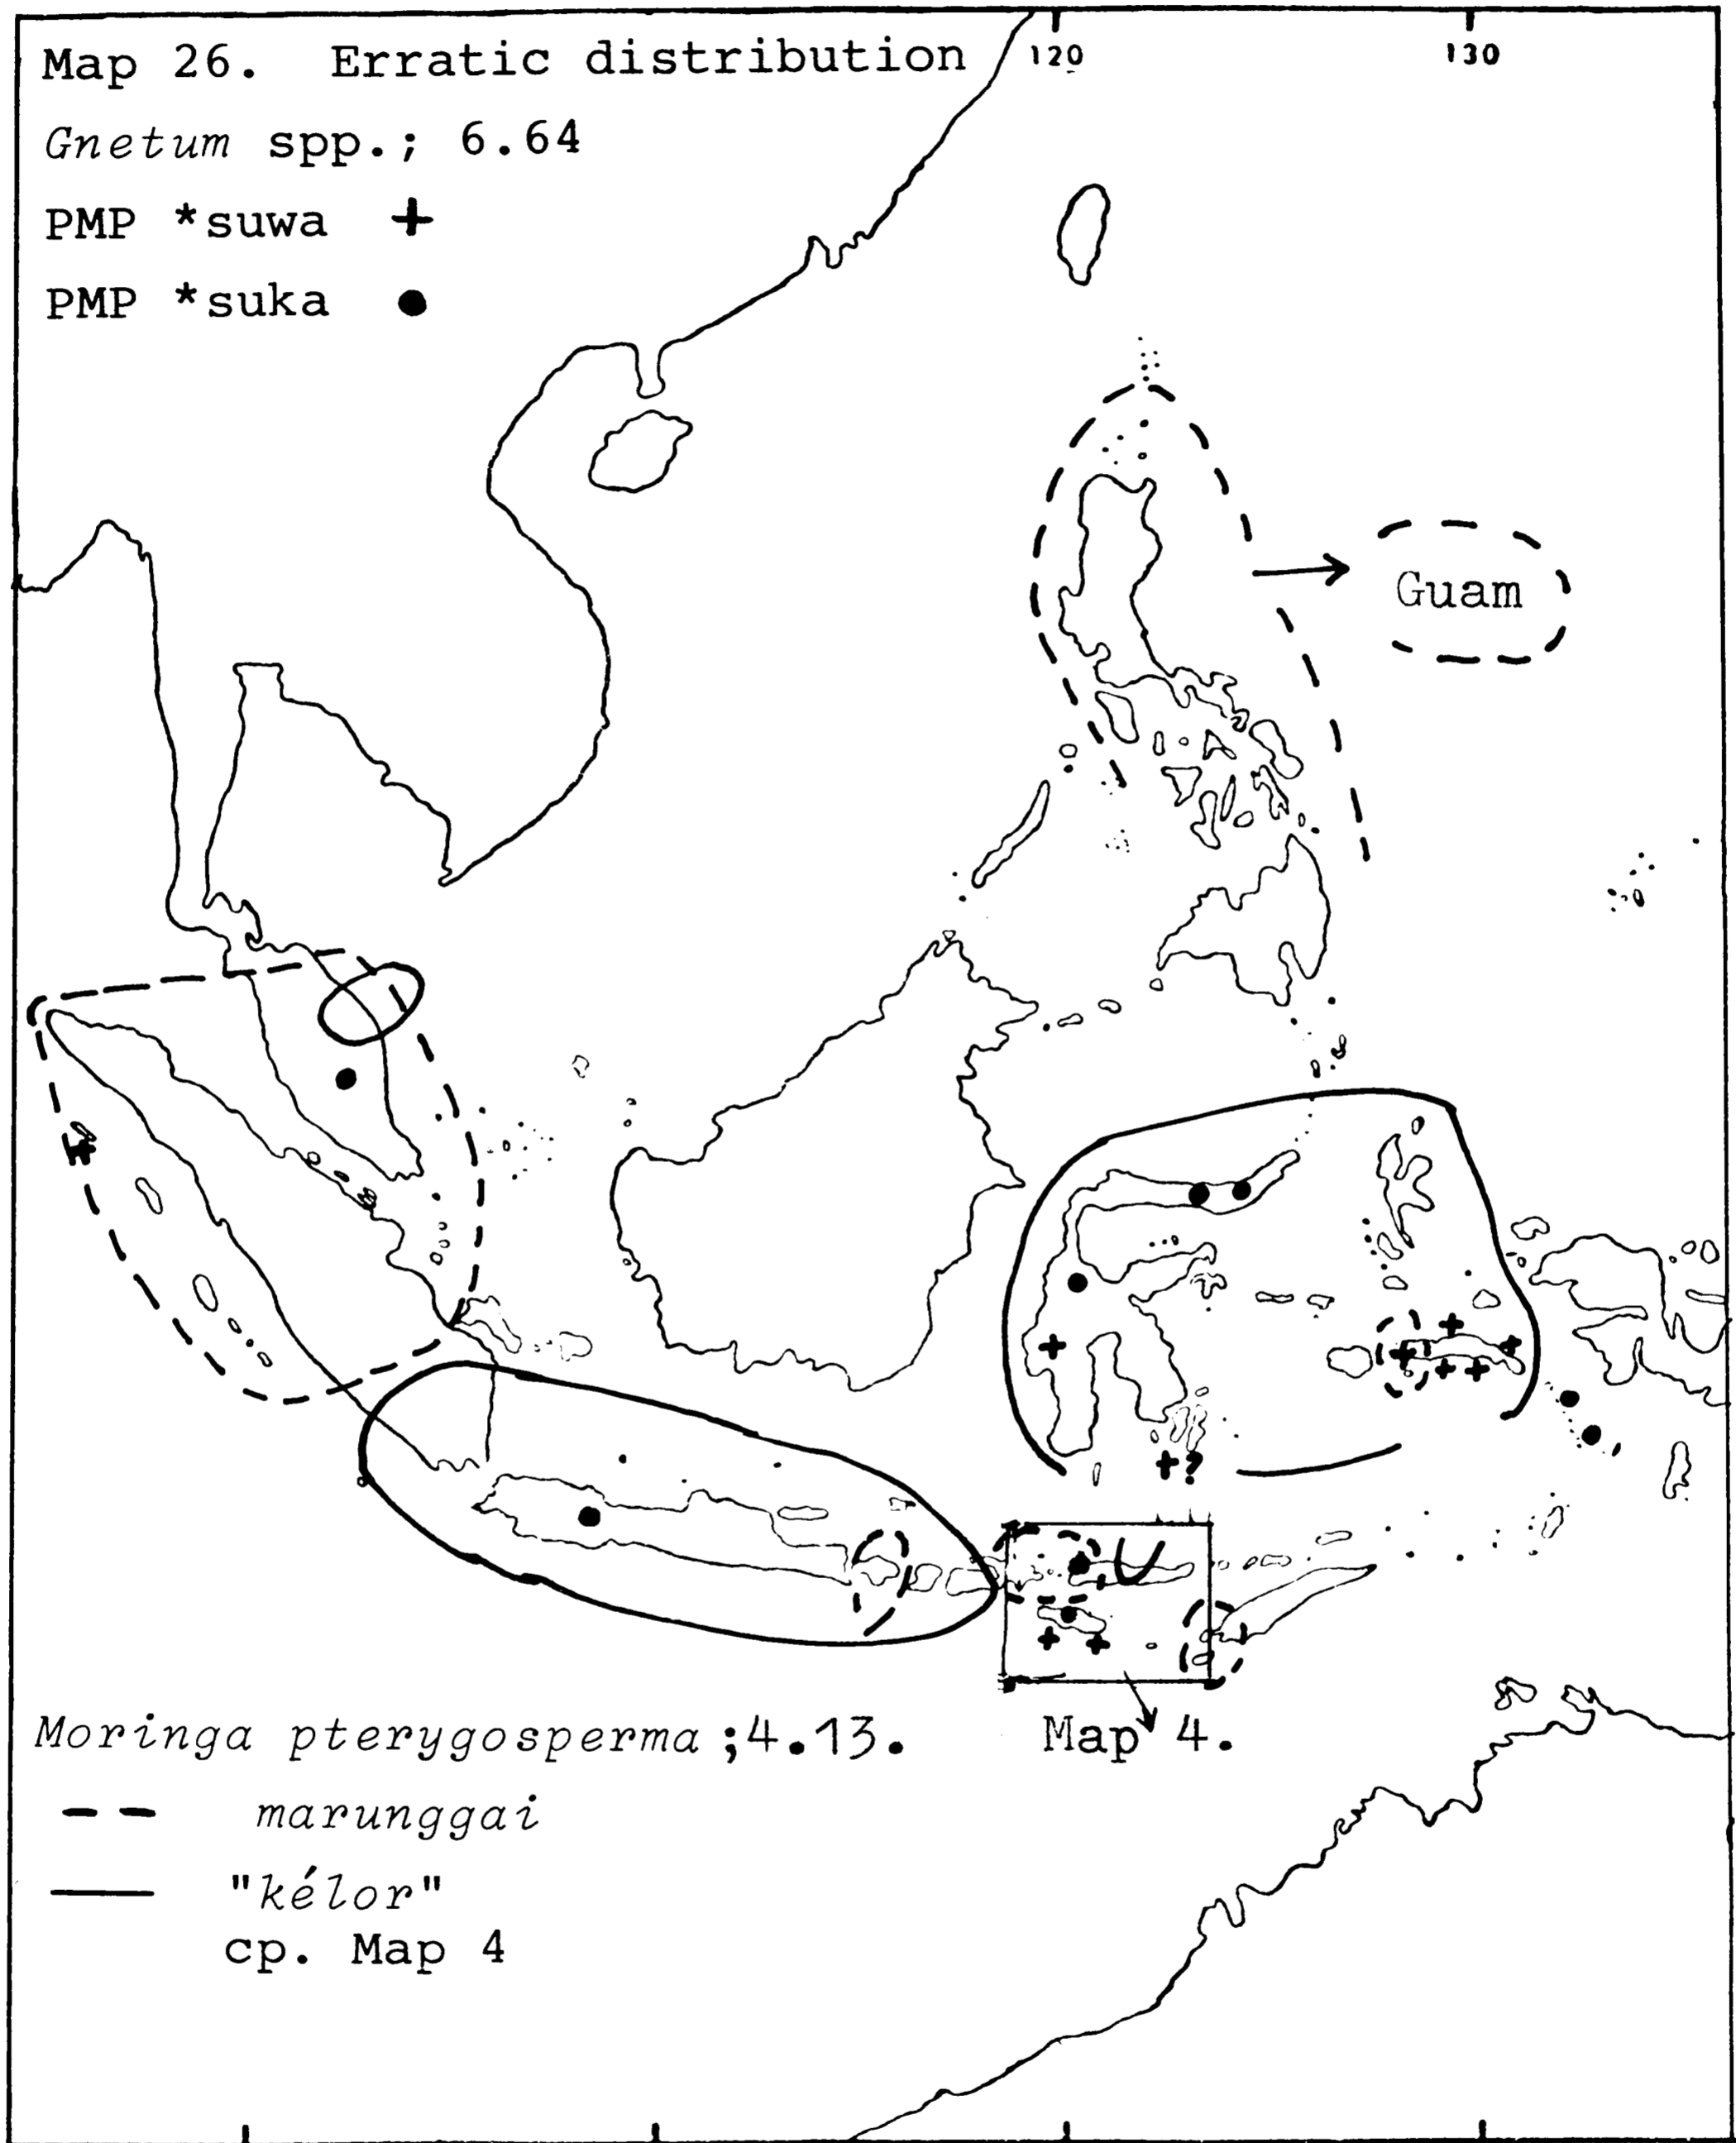 Map 26. Erratic distribution
120
130
Gnetum spp.; 6.64
PMP *suwa +
PMP *suka ●
Guam
+?
Moringa pterygosperma ;4.13.
Map 4.
-- marunggai
— "kélor"
cp. Map 4